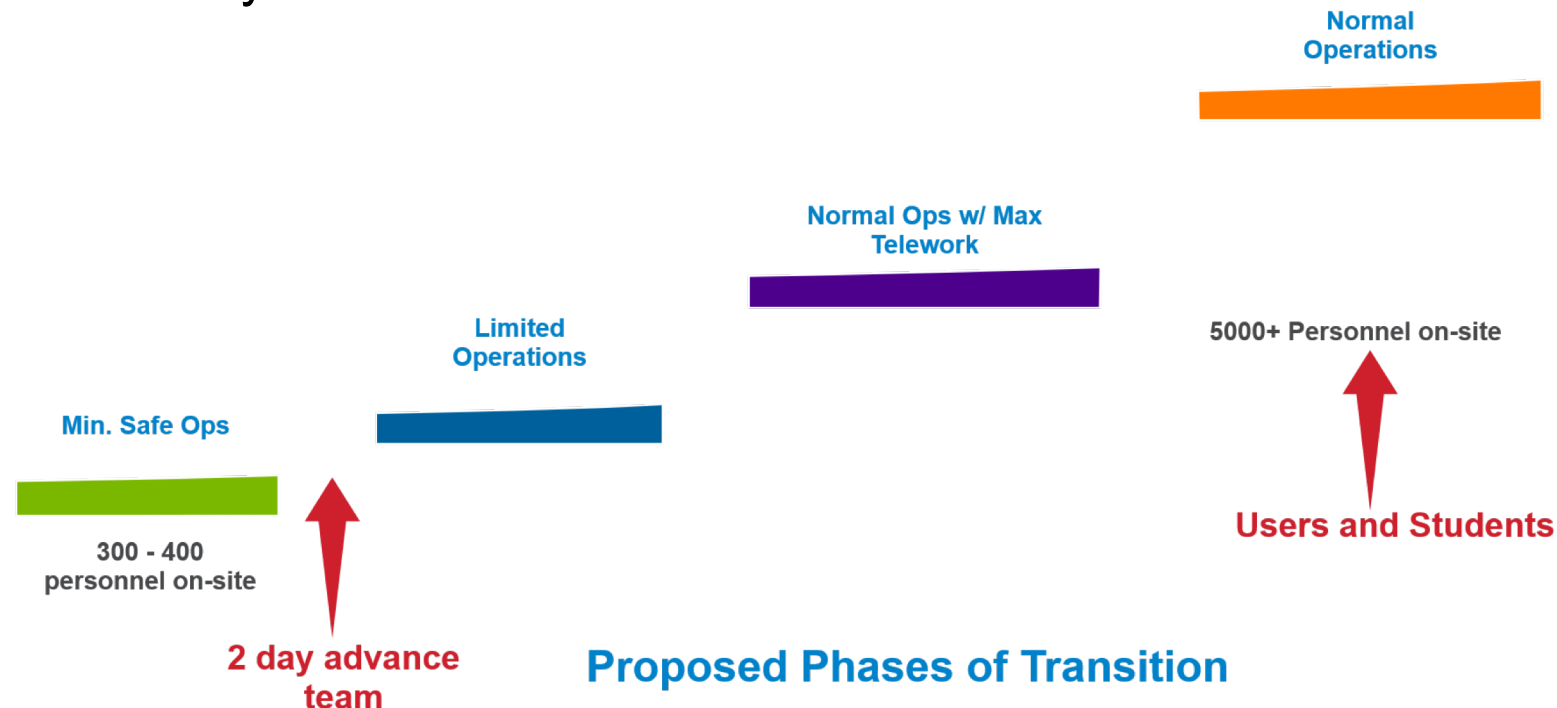 Normal
Operations
Normal Ops w/ Max
Telework
Limited
Operations
5000+ Personnel on-site
Min. Safe Ops
Users and Students
300 - 400
personnel on-site
2 day advance
team
Proposed Phases of Transition